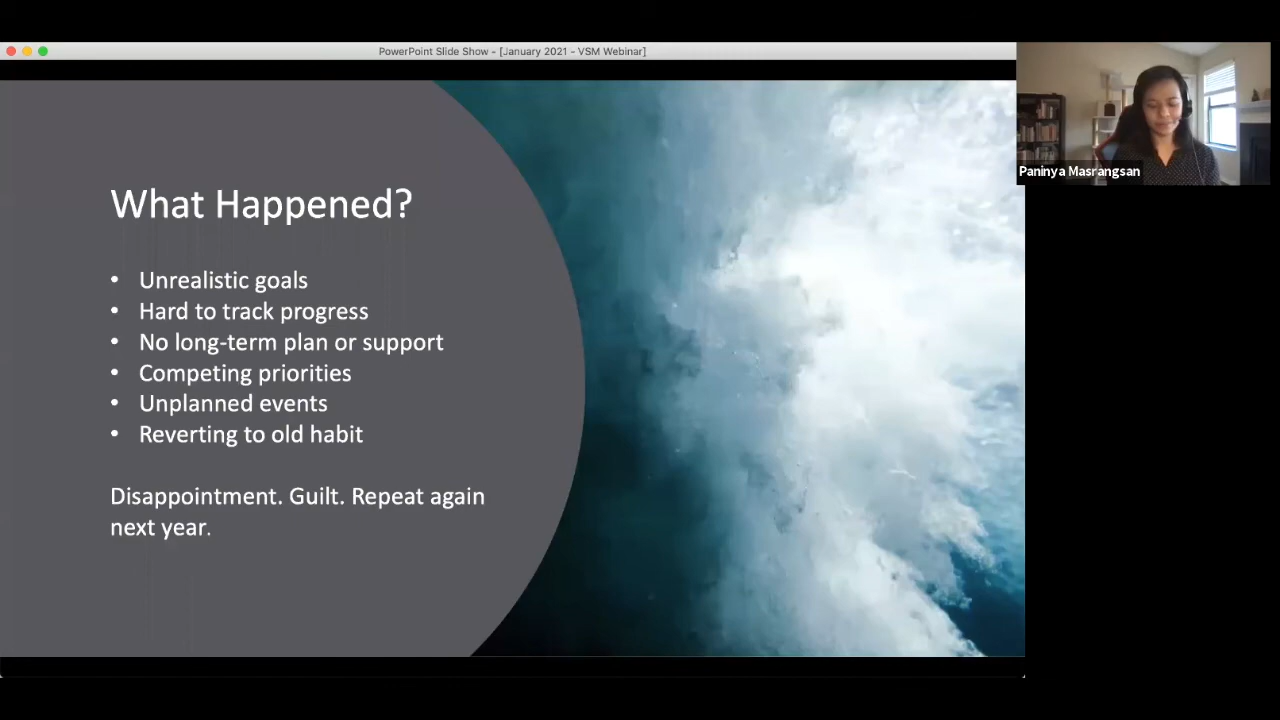 PowerPoint Slide Show - [January 2021 - VSM Webinar]
Paninya Masrangsan
What Happened?
• Unrealistic goals
• Hard to track progress
• No long-term plan or support
• Competing priorities
• Unplanned events
• Reverting to old habit
Disappointment. Guilt. Repeat again
next year.